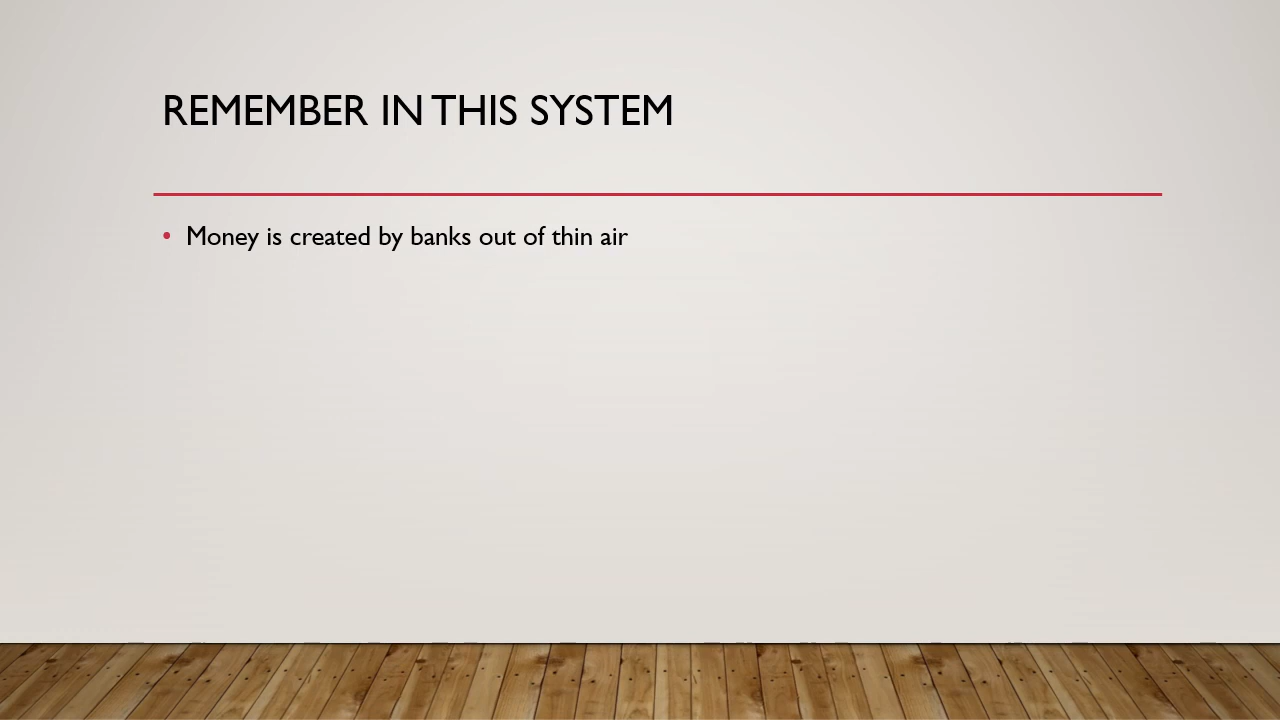 REMEMBER IN THIS SYSTEM
• Money is created by banks out of thin air